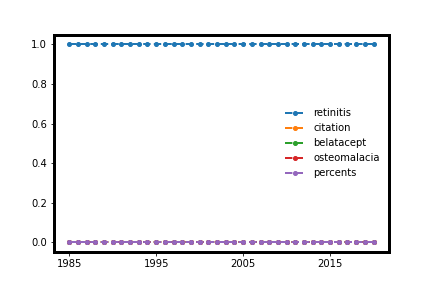 1.0
0.8
0.6
0.4
0.2
0.0
1985 1995 2005 2015
retinitis
citation
belatacept
osteomalacia
percents